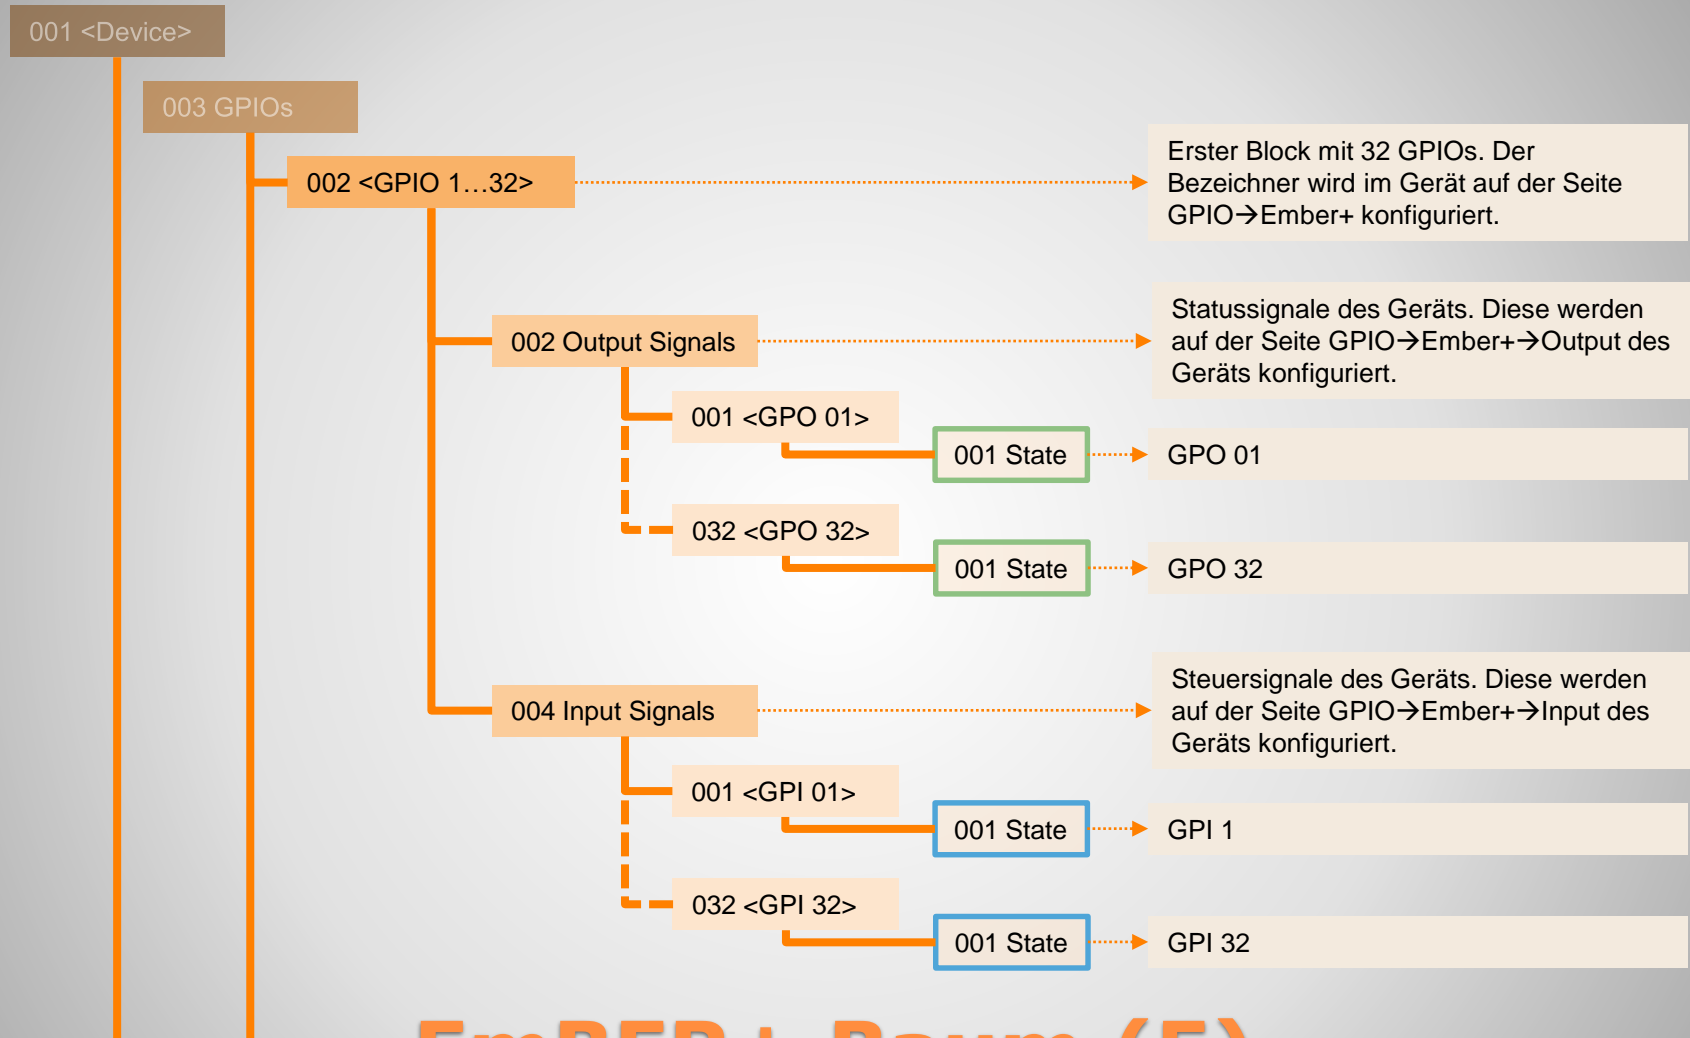 001 <Device>
003 GPIOs
002 <GPIO 1…32>
Erster Block mit 32 GPIOs. Der
Bezeichner wird im Gerät auf der Seite
GPIO→Ember+ konfiguriert.
002 Output Signals
Statussignale des Geräts. Diese werden
auf der Seite GPIO→Ember+→Output des
Geräts konfiguriert.
001 <GPO 01>
001 State
GPO 01
032 <GPO 32>
001 State
GPO 32
004 Input Signals
Steuersignale des Geräts. Diese werden
auf der Seite GPIO→Ember+→Input des
Geräts konfiguriert.
001 <GPI 01>
001 State
GPI 1
032 <GPI 32>
001 State
GPI 32
EmBER+ Baum (5)